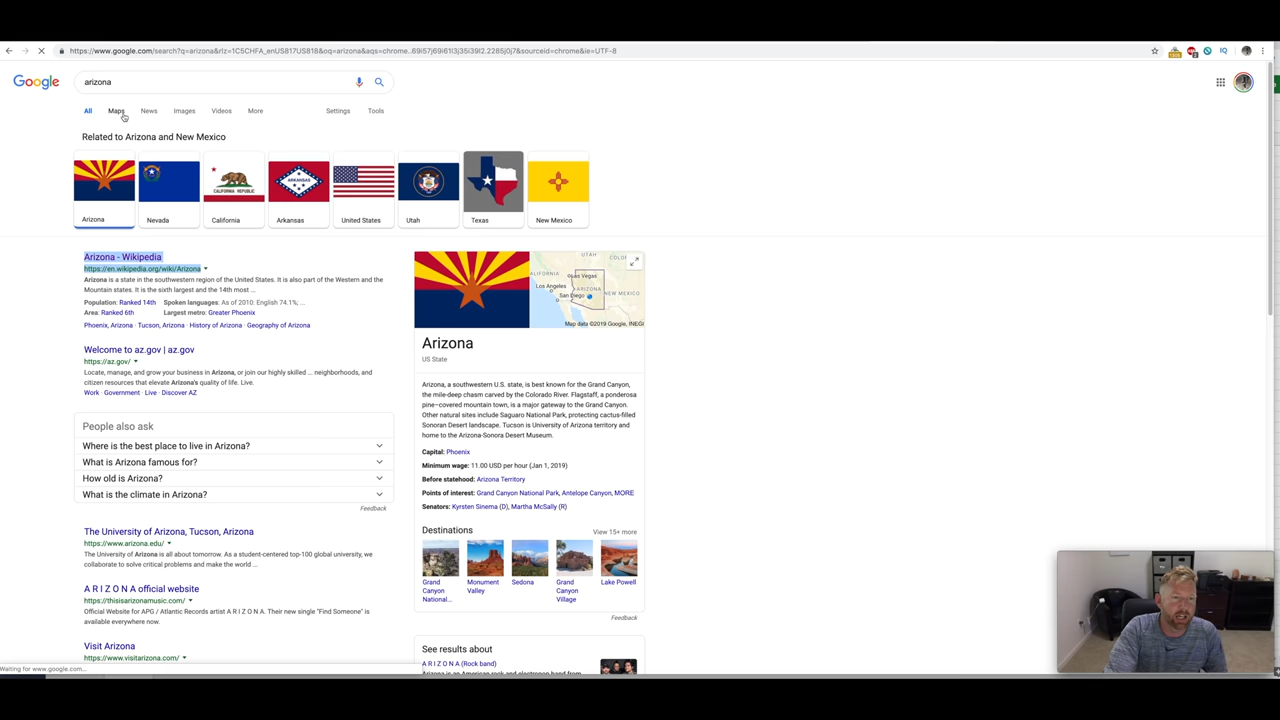 https://www.google.com/search?q=arizona&rlz=1C5CHFA_enUS817US818&oq=arizona&aqs=chrome..69i57j69i61l3j35i39l2.2285j0j7&sourceid=chrome&ie=UTF-8
Google
arizona
All Maps News Images Videos More Settings Tools
Related to Arizona and New Mexico
CALIFORNIA REPUBLIC
ARKANSAS
Arizona Nevada California Arkansas United States Utah Texas New Mexico
Arizona - Wikipedia
https://en.wikipedia.org/wiki/Arizona
Arizona is a state in the southwestern region of the United States. It is also part of the Western and the
Mountain states. It is the sixth largest and the 14th most ...
Population: Ranked 14th Spoken languages: As of 2010: English 74.1%, ...
Area: Ranked 6th Largest metro: Greater Phoenix
Phoenix, Arizona · Tucson, Arizona · History of Arizona · Geography of Arizona
Welcome to az.gov | az.gov
https://az.gov/
Locate, manage, and grow your business in Arizona, or join our highly skilled ... neighborhoods, and
citizen resources that elevate Arizona's quality of life. Live.
Work · Government · Live · Discover AZ
People also ask
Where is the best place to live in Arizona?
What is Arizona famous for?
How old is Arizona?
What is the climate in Arizona?
Feedback
The University of Arizona, Tucson, Arizona
https://www.arizona.edu/
The University of Arizona is all about tomorrow. As a student-centered top-100 global university, we
collaborate to solve critical problems and make the world ...
A R I Z O N A official website
https://thisisarizonamusic.com/
Official Website for APG / Atlantic Records artist A R I Z O N A. Their new single "Find Someone" is
available everywhere now.
Visit Arizona
https://www.visitarizona.com/
Waiting for www.google.com...
UTAH
COLO
CALIFORNIA
Las Vegas
Los Angeles
ARIZONA
NEW MEXICO
San Diego
Map data ©2019 Google, INEGI
Arizona
US State
Arizona, a southwestern U.S. state, is best known for the Grand Canyon,
the mile-deep chasm carved by the Colorado River. Flagstaff, a ponderosa
pine–covered mountain town, is a major gateway to the Grand Canyon.
Other natural sites include Saguaro National Park, protecting cactus-filled
Sonoran Desert landscape. Tucson is University of Arizona territory and
home to the Arizona-Sonora Desert Museum.
Capital: Phoenix
Minimum wage: 11.00 USD per hour (Jan 1, 2019)
Before statehood: Arizona Territory
Points of interest: Grand Canyon National Park, Antelope Canyon, MORE
Senators: Kyrsten Sinema (D), Martha McSally (R)
Destinations
View 15+ more
Grand Canyon National...
Monument Valley
Sedona
Grand Canyon Village
Lake Powell
Feedback
See results about
A R I Z O N A (Rock band)
Arizona is an American rock and electropop band from